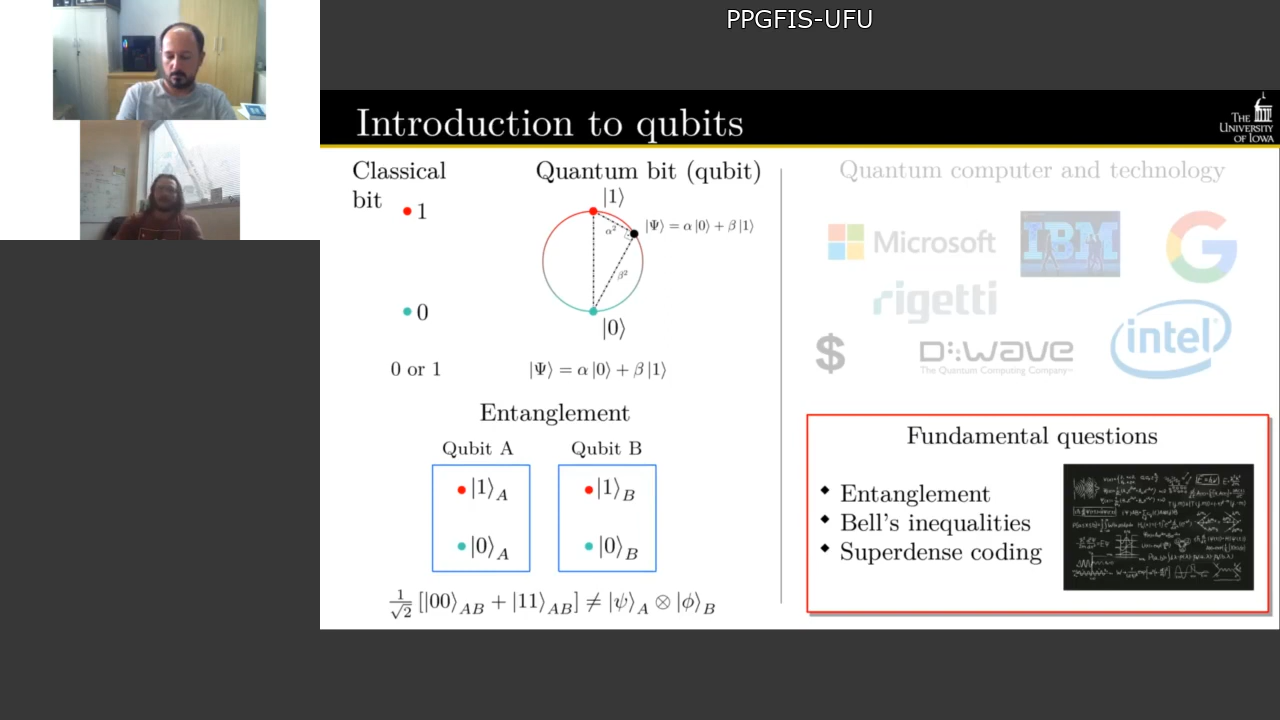 PPGFIS-UFU
Introduction to qubits
THE
UNIVERSITY
OF IOWA
Classical
bit
1
0
0 or 1
Quantum bit (qubit)
|1⟩
α²
|Ψ⟩ = α|0⟩ + β|1⟩
β²
|0⟩
|Ψ⟩ = α|0⟩ + β|1⟩
Entanglement
Qubit A
Qubit B
|1⟩_A
|1⟩_B
|0⟩_A
|0⟩_B
1/√2 [|00⟩_AB + |11⟩_AB] ≠ |ψ⟩_A ⊗ |ϕ⟩_B
Quantum computer and technology
Microsoft
IBM
G
rigetti
$
D:wave
The Quantum Computing Company™
intel
Fundamental questions
Entanglement
Bell's inequalities
Superdense coding